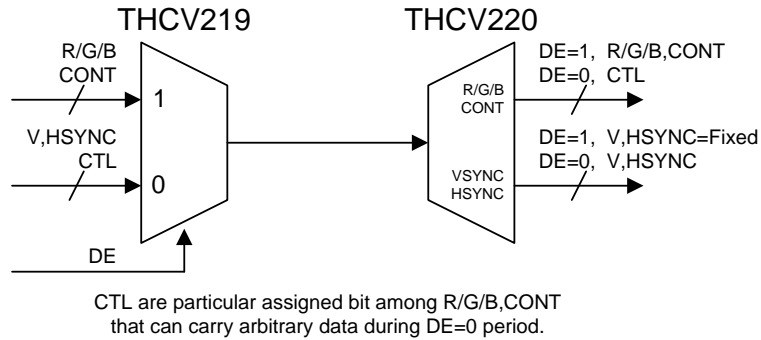 THCV219
THCV220
R/G/B
CONT
1
V,HSYNC
CTL
0
DE
R/G/B
CONT
VSYNC
HSYNC
DE=1, R/G/B,CONT
DE=0, CTL
DE=1, V,HSYNC=Fixed
DE=0, V,HSYNC
CTL are particular assigned bit among R/G/B,CONT
that can carry arbitrary data during DE=0 period.